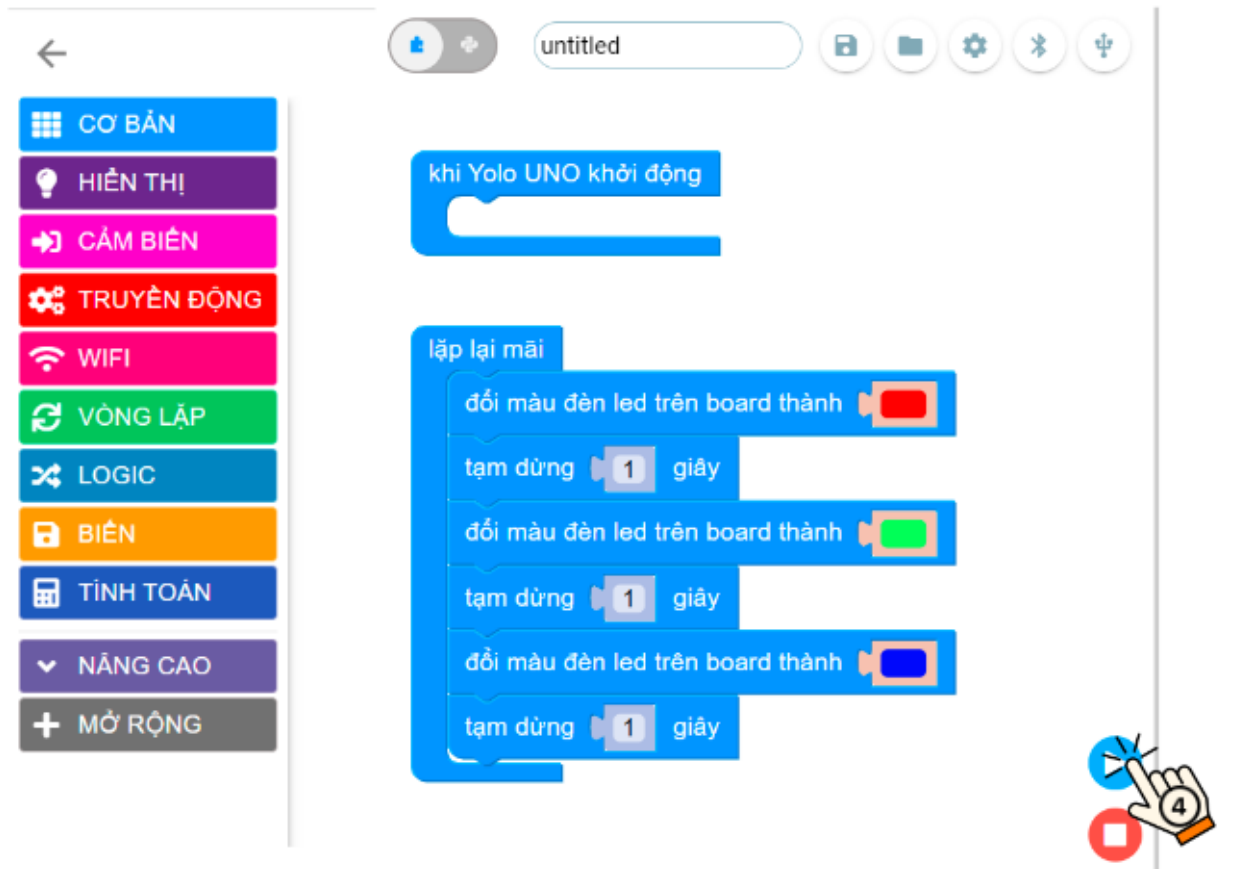 untitled
CƠ BẢN
HIỂN THỊ
CẢM BIẾN
TRUYỀN ĐỘNG
WIFI
VÒNG LẶP
LOGIC
BIẾN
TÍNH TOÁN
NÂNG CAO
MỞ RỘNG
khi Yolo UNO khởi động
lặp lại mãi
đổi màu đèn led trên board thành
tạm dừng 1 giây
đổi màu đèn led trên board thành
tạm dừng 1 giây
đổi màu đèn led trên board thành
tạm dừng 1 giây
4